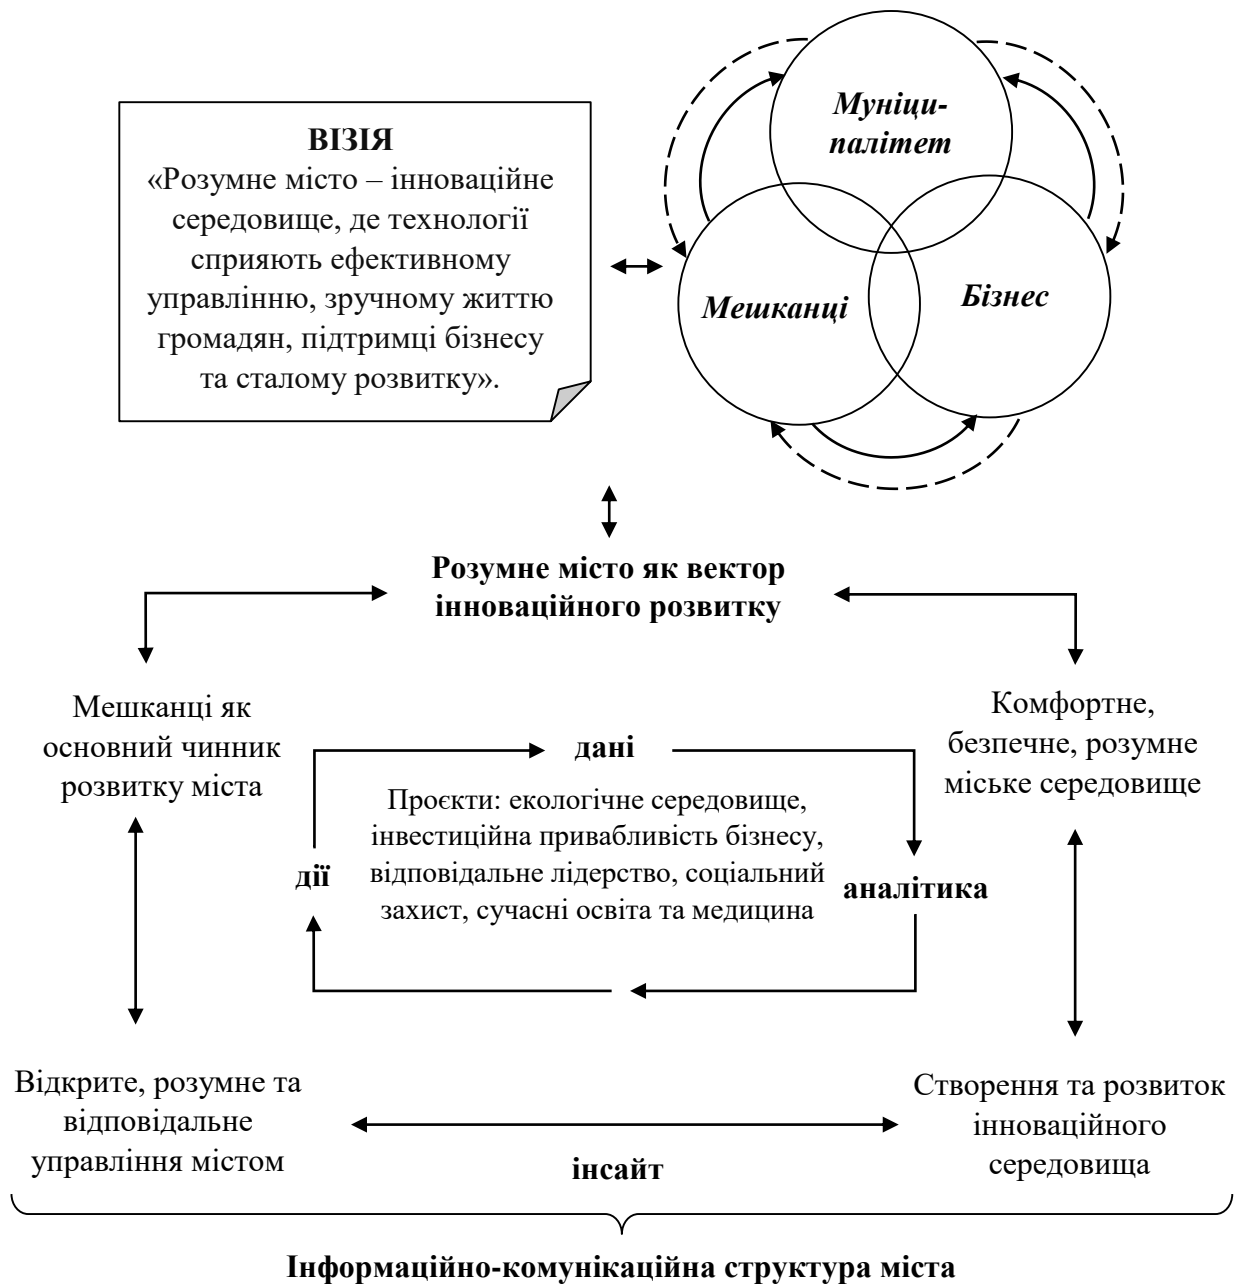 ВІЗІЯ
«Розумне місто – інноваційне
середовище, де технології
сприяють ефективному
управлінню, зручному життю
громадян, підтримці бізнесу
та сталому розвитку».
Муніци-
палітет
Мешканці
Бізнес
Розумне місто як вектор
інноваційного розвитку
Мешканці як
основний чинник
розвитку міста
Комфортне,
безпечне, розумне
міське середовище
дані
Проєкти: екологічне середовище,
інвестиційна привабливість бізнесу,
відповідальне лідерство, соціальний
захист, сучасні освіта та медицина
дії
аналітика
Відкрите, розумне та
відповідальне
управління містом
Створення та розвиток
інноваційного
середовища
інсайт
Інформаційно-комунікаційна структура міста